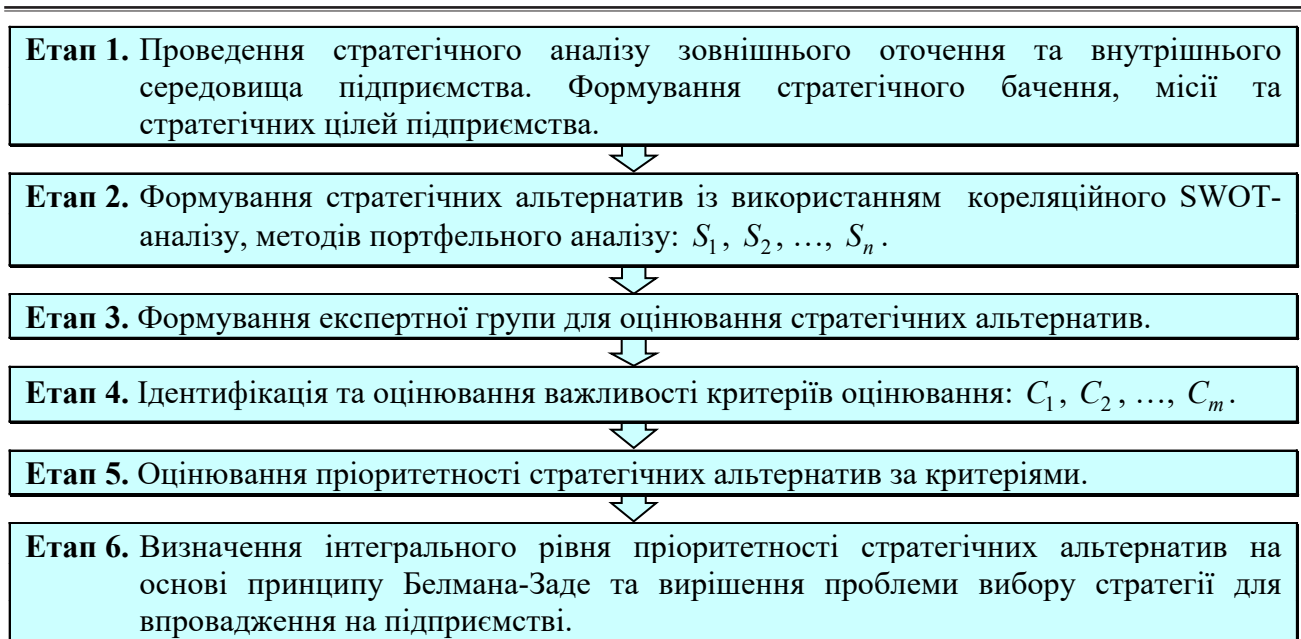 Етап 1. Проведення стратегічного аналізу зовнішнього оточення та внутрішнього
середовища підприємства. Формування стратегічного бачення, місії та
стратегічних цілей підприємства.
Етап 2. Формування стратегічних альтернатив із використанням кореляційного SWOT-
аналізу, методів портфельного аналізу: S₁, S₂, …, Sₙ.
Етап 3. Формування експертної групи для оцінювання стратегічних альтернатив.
Етап 4. Ідентифікація та оцінювання важливості критеріїв оцінювання: C₁, C₂, …, Cₘ.
Етап 5. Оцінювання пріоритетності стратегічних альтернатив за критеріями.
Етап 6. Визначення інтегрального рівня пріоритетності стратегічних альтернатив на
основі принципу Белмана-Заде та вирішення проблеми вибору стратегії для
впровадження на підприємстві.